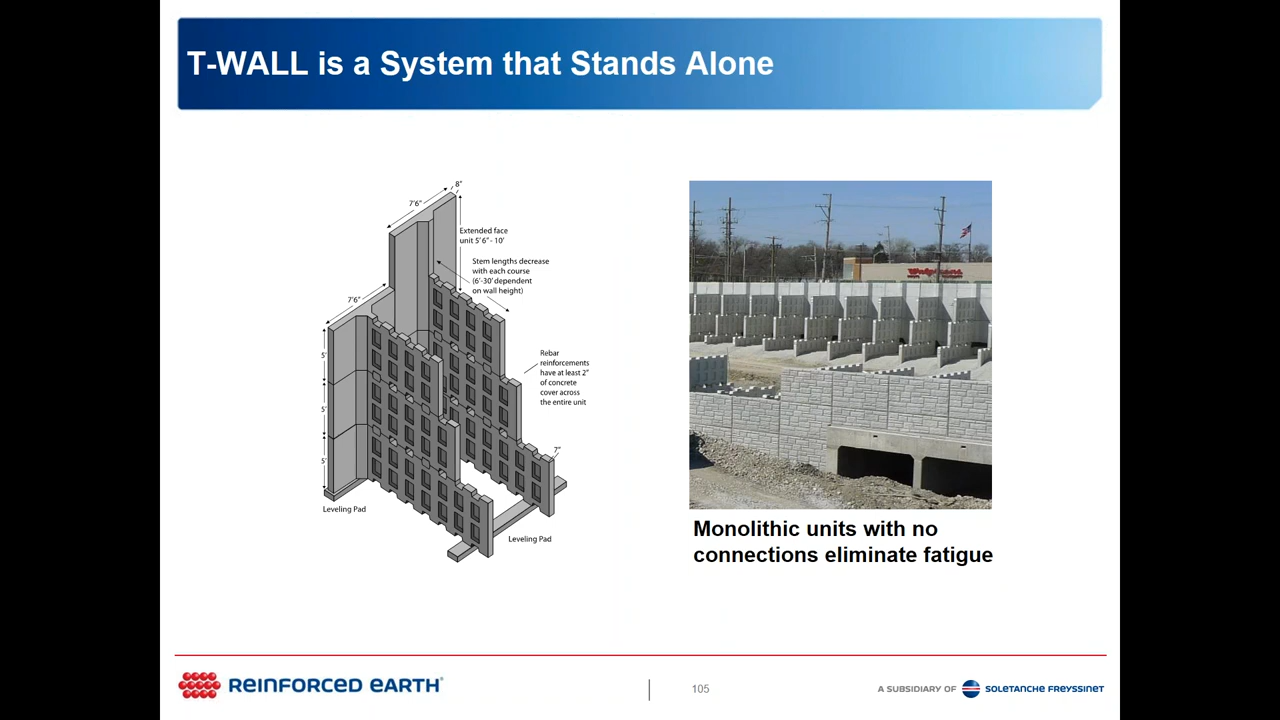 T-WALL is a System that Stands Alone
8"
7'6"
Extended face
unit 5' 6" - 10'
Stem lengths decrease
with each course
(6'-30' dependent
on wall height)
7'6"
5'
5'
5'
Rebar
reinforcements
have at least 2"
of concrete
cover across
the entire unit
7"
Leveling Pad
Leveling Pad
Walgreens
Monolithic units with no
connections eliminate fatigue
REINFORCED EARTH®
105
A SUBSIDIARY OF SOLETANCHE FREYSSINET